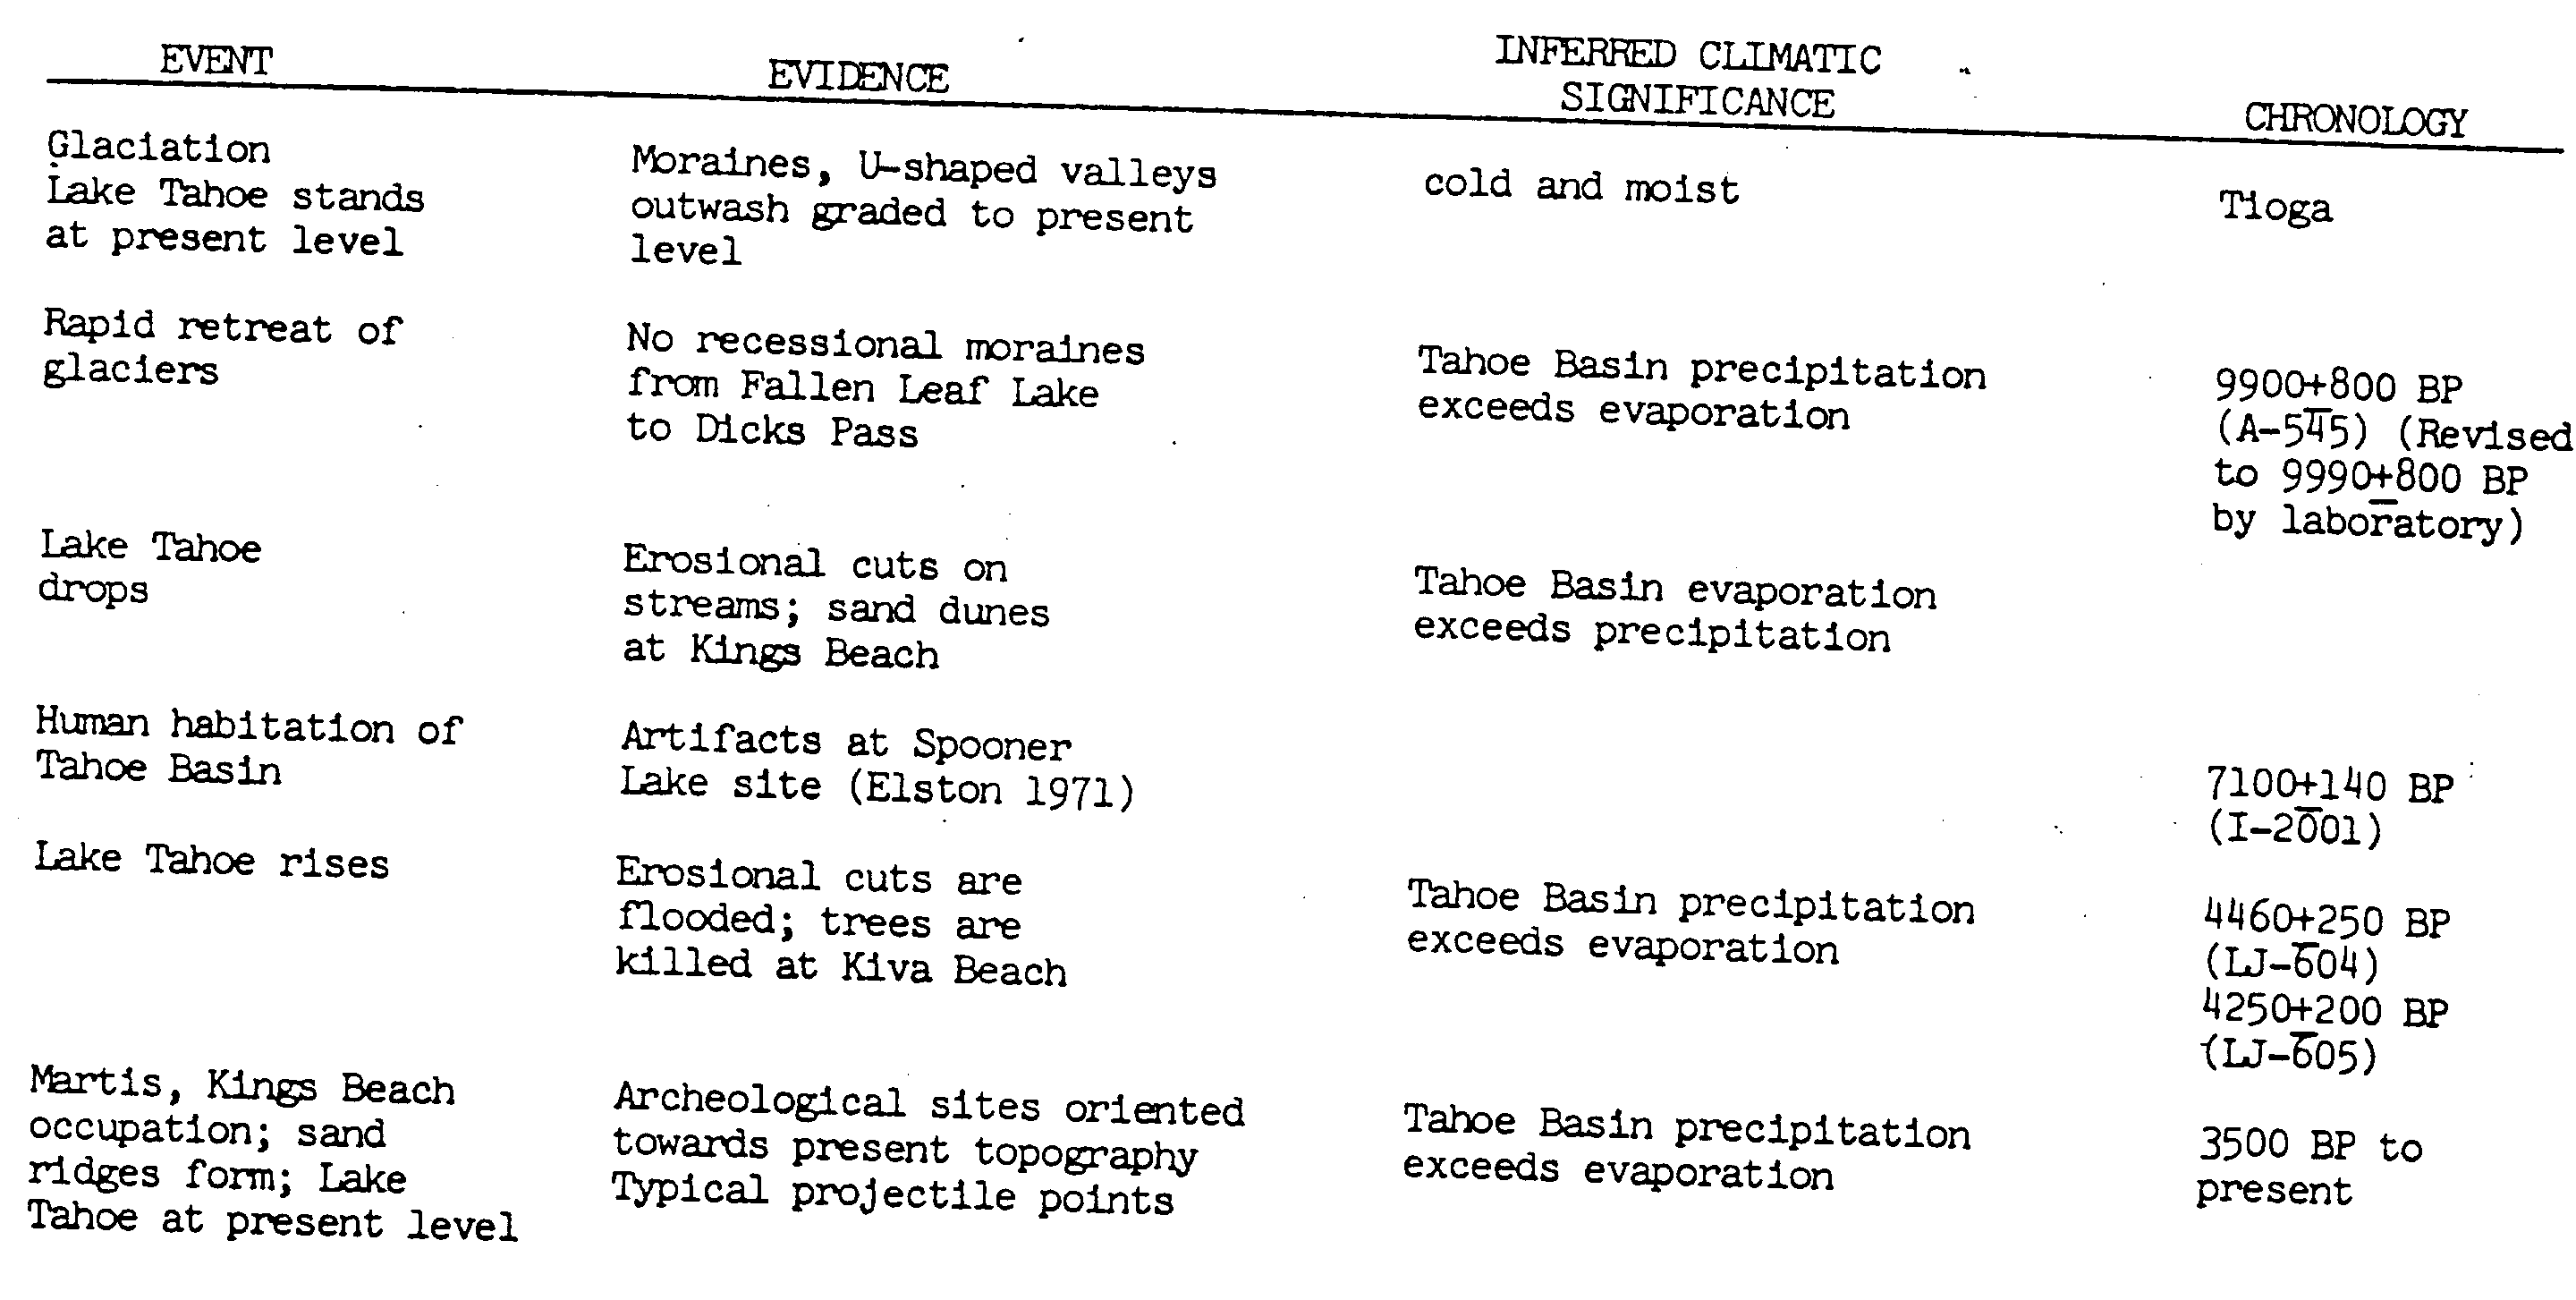 EVENT
EVIDENCE
INFERRED CLIMATIC
SIGNIFICANCE
CHRONOLOGY
Glaciation
Lake Tahoe stands
at present level
Moraines, U-shaped valleys
outwash graded to present
level
cold and moist
Tioga
Rapid retreat of
glaciers
No recessional moraines
from Fallen Leaf Lake
to Dicks Pass
Tahoe Basin precipitation
exceeds evaporation
9900±800 BP
(A-545) (Revised
to 9990±800 BP
by laboratory)
Lake Tahoe
drops
Erosional cuts on
streams; sand dunes
at Kings Beach
Tahoe Basin evaporation
exceeds precipitation
Human habitation of
Tahoe Basin
Artifacts at Spooner
Lake site (Elston 1971)
7100±140 BP
(I-2001)
Lake Tahoe rises
Erosional cuts are
flooded; trees are
killed at Kiva Beach
Tahoe Basin precipitation
exceeds evaporation
4460±250 BP
(LJ-604)
4250±200 BP
(LJ-605)
Martis, Kings Beach
occupation; sand
ridges form; Lake
Tahoe at present level
Archeological sites oriented
towards present topography
Typical projectile points
Tahoe Basin precipitation
exceeds evaporation
3500 BP to
present